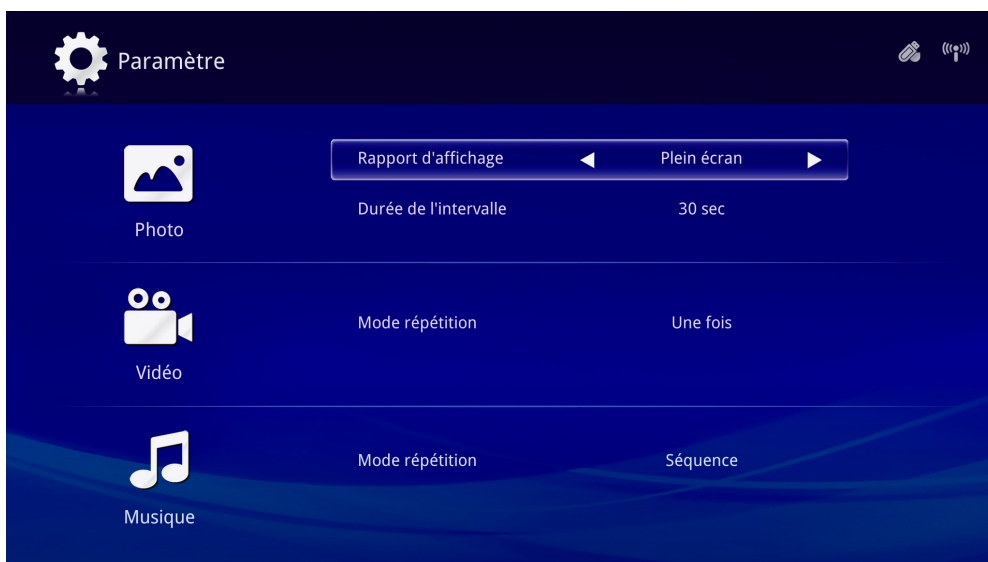 Paramètre
Rapport d'affichage Plein écran
Durée de l'intervalle 30 sec
Photo
Mode répétition Une fois
Vidéo
Mode répétition Séquence
Musique